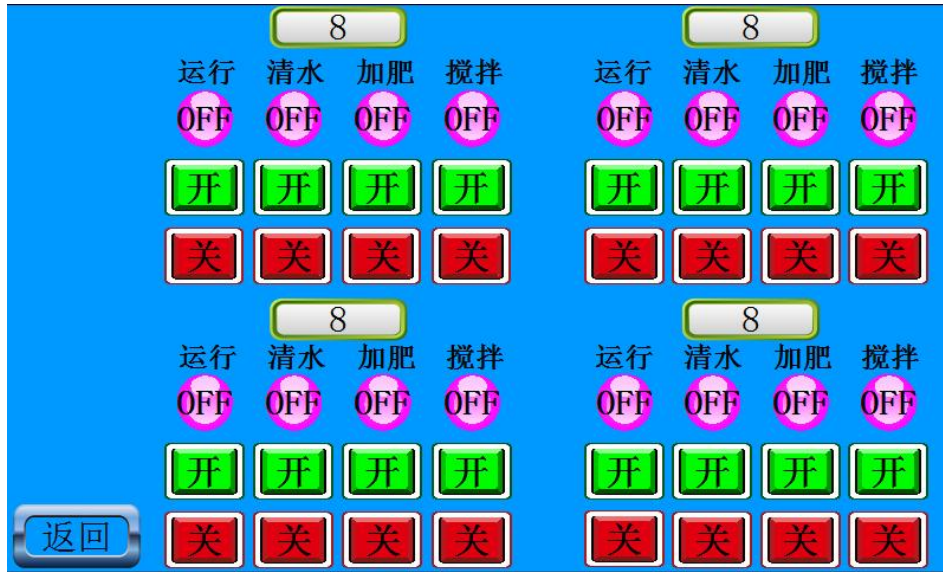 8 8
运行 清水 加肥 搅拌 运行 清水 加肥 搅拌
OFF OFF OFF OFF OFF OFF OFF OFF
开 开 开 开 开 开 开 开
关 关 关 关 关 关 关 关
8 8
运行 清水 加肥 搅拌 运行 清水 加肥 搅拌
OFF OFF OFF OFF OFF OFF OFF OFF
开 开 开 开 开 开 开 开
返回 关 关 关 关 关 关 关 关